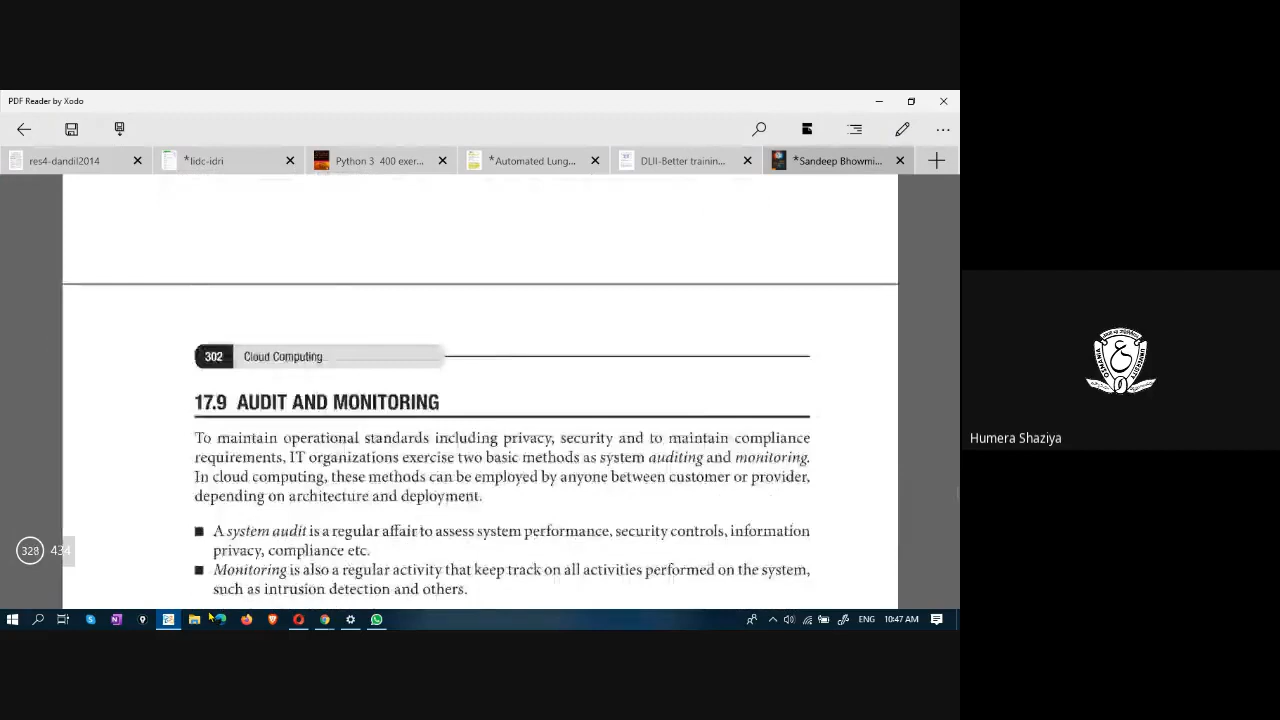 PDF Reader by Xodo
res4-dandil2014
*lidc-idri
Python 3 400 exer...
*Automated Lung...
DLII-Better trainin...
*Sandeep Bhowmi...
302 Cloud Computing
17.9 AUDIT AND MONITORING
To maintain operational standards including privacy, security and to maintain compliance
requirements, IT organizations exercise two basic methods as system auditing and monitoring.
In cloud computing, these methods can be employed by anyone between customer or provider,
depending on architecture and deployment.
■ A system audit is a regular affair to assess system performance, security controls, information
privacy, compliance etc.
■ Monitoring is also a regular activity that keep track on all activities performed on the system,
such as intrusion detection and others.
328 434
ENG 10:47 AM
Humera Shaziya